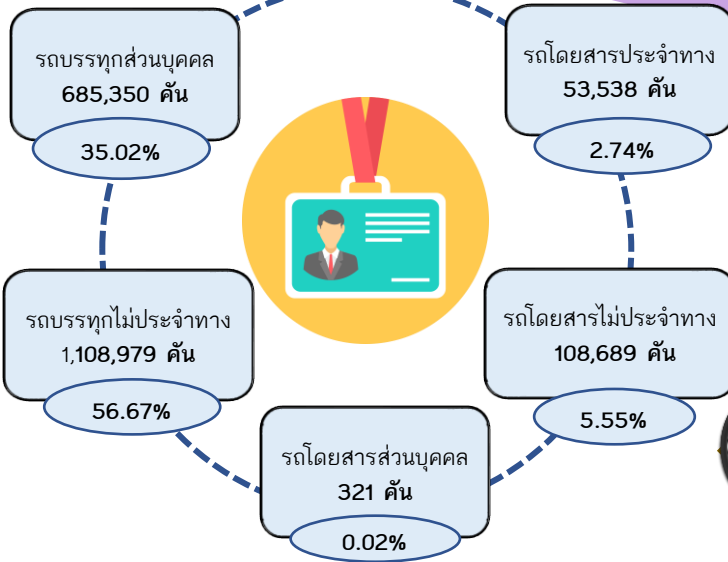 รถบรรทุกส่วนบุคคล
685,350 คัน
35.02%
รถโดยสารประจำทาง
53,538 คัน
2.74%
รถบรรทุกไม่ประจำทาง
1,108,979 คัน
56.67%
รถโดยสารไม่ประจำทาง
108,689 คัน
5.55%
รถโดยสารส่วนบุคคล
321 คัน
0.02%